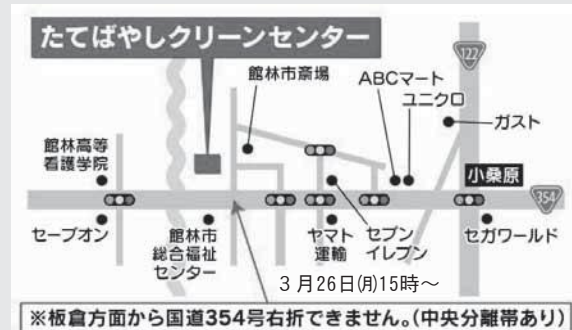 たてばやしクリーンセンター
122
館林市斎場
ABCマート
ユニクロ
ガスト
館林高等
看護学院
小桑原
354
セーブオン
館林市
総合福祉
センター
ヤマト
運輸
セブン
イレブン
セガワールド
3月26日(月)15時～
※板倉方面から国道354号右折できません。(中央分離帯あり)